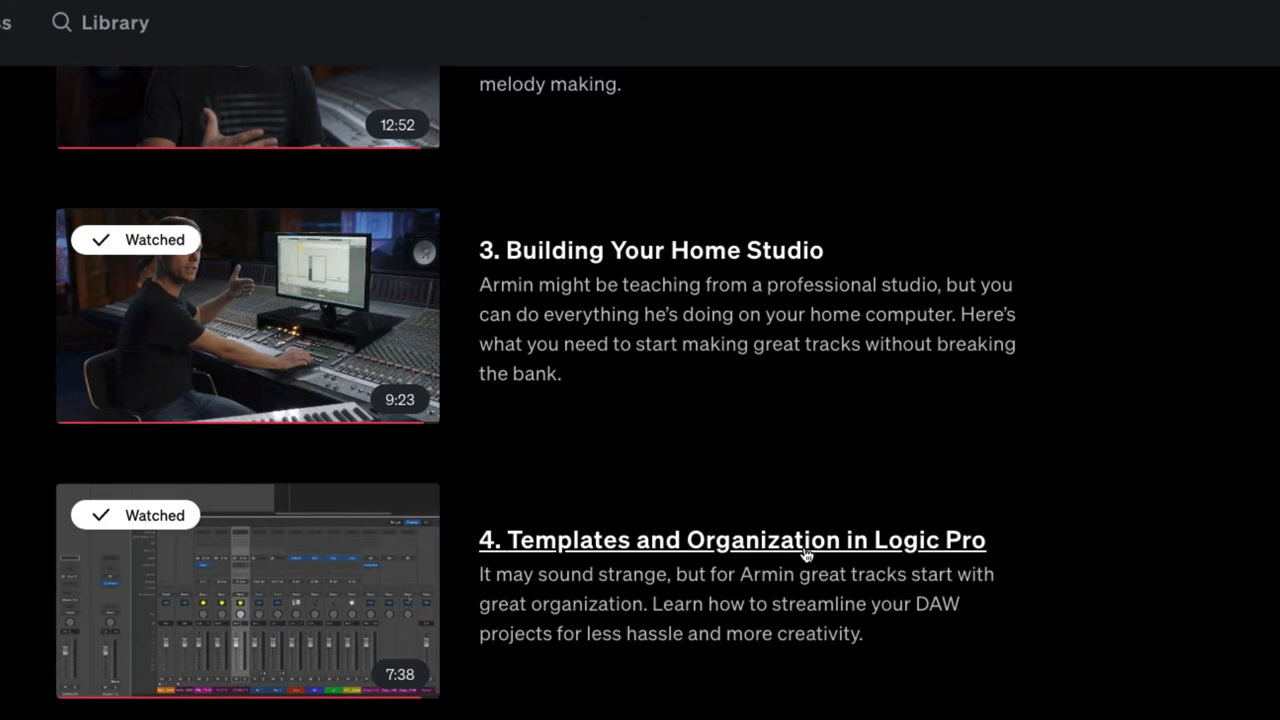 Library
melody making.
12:52
Watched
3. Building Your Home Studio
Armin might be teaching from a professional studio, but you
can do everything he's doing on your home computer. Here's
what you need to start making great tracks without breaking
the bank.
9:23
Watched
4. Templates and Organization in Logic Pro
It may sound strange, but for Armin great tracks start with
great organization. Learn how to streamline your DAW
projects for less hassle and more creativity.
7:38